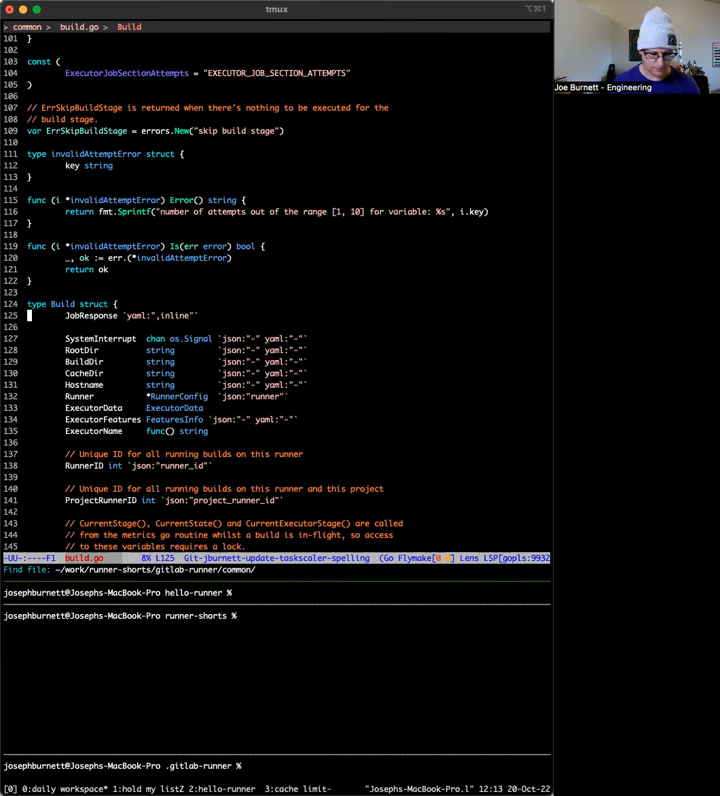 tmux
⌥⌘1
> common > build.go > Build
101 }
102
103 const (
104 ExecutorJobSectionAttempts = "EXECUTOR_JOB_SECTION_ATTEMPTS"
105 )
106
107 // ErrSkipBuildStage is returned when there's nothing to be executed for the
108 // build stage.
109 var ErrSkipBuildStage = errors.New("skip build stage")
110
111 type invalidAttemptError struct {
112 key string
113 }
114
115 func (i *invalidAttemptError) Error() string {
116 return fmt.Sprintf("number of attempts out of the range [1, 10] for variable: %s", i.key)
117 }
118
119 func (i *invalidAttemptError) Is(err error) bool {
120 _, ok := err.(*invalidAttemptError)
121 return ok
122 }
123
124 type Build struct {
125 JobResponse `yaml:",inline"`
126
127 SystemInterrupt chan os.Signal `json:"-" yaml:"-"`
128 RootDir string `json:"-" yaml:"-"`
129 BuildDir string `json:"-" yaml:"-"`
130 CacheDir string `json:"-" yaml:"-"`
131 Hostname string `json:"-" yaml:"-"`
132 Runner *RunnerConfig `json:"runner"`
133 ExecutorData ExecutorData
134 ExecutorFeatures FeaturesInfo `json:"-" yaml:"-"`
135 ExecutorName func() string
136
137 // Unique ID for all running builds on this runner
138 RunnerID int `json:"runner_id"`
139
140 // Unique ID for all running builds on this runner and this project
141 ProjectRunnerID int `json:"project_runner_id"`
142
143 // CurrentStage(), CurrentState() and CurrentExecutorStage() are called
144 // from the metrics go routine whilst a build is in-flight, so access
145 // to these variables requires a lock.
-UU-:----F1 build.go 8% L125 Git-jburnett-update-taskscaler-spelling (Go Flymake[0 0] Lens LSP[gopls:9932
Find file: ~/work/runner-shorts/gitlab-runner/common/
josephburnett@Josephs-MacBook-Pro hello-runner %
josephburnett@Josephs-MacBook-Pro runner-shorts %
josephburnett@Josephs-MacBook-Pro .gitlab-runner %
[0] 0:daily workspace* 1:hold my listZ 2:hello-runner 3:cache limit- "Josephs-MacBook-Pro.l" 12:13 20-Oct-22
Joe Burnett - Engineering